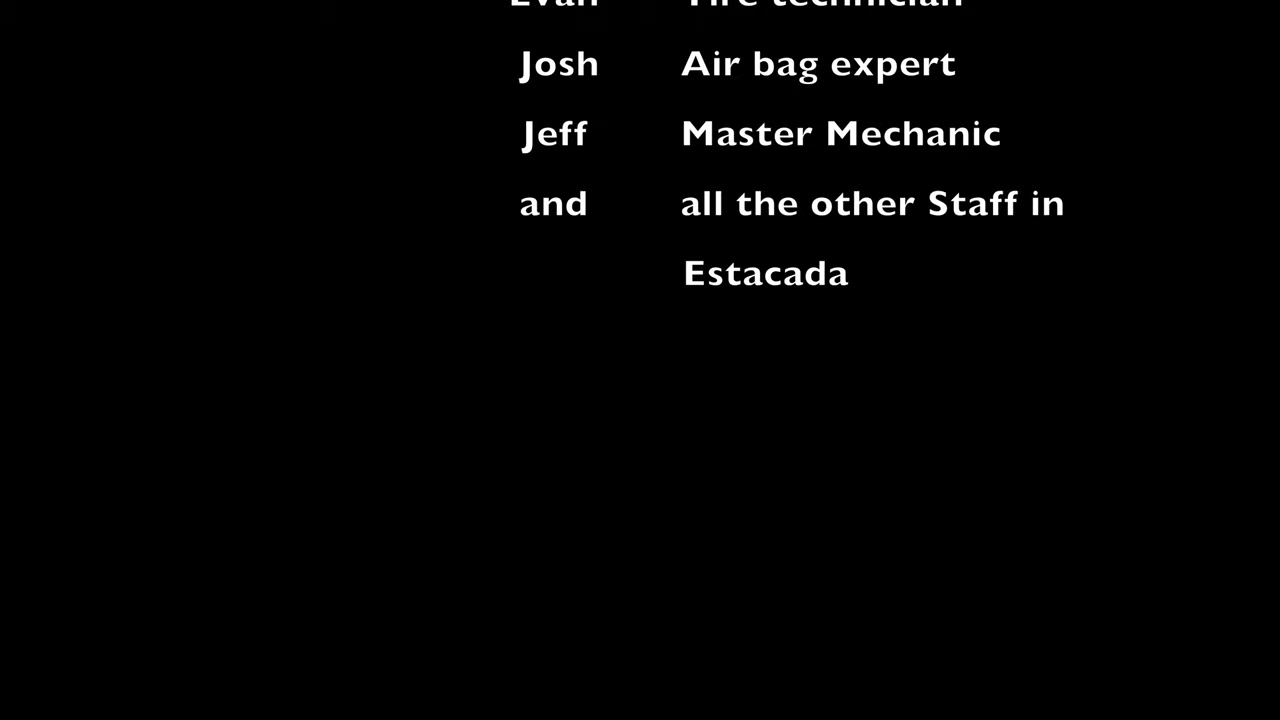 Evan Tire technician
Josh Air bag expert
Jeff Master Mechanic
and all the other Staff in
Estacada